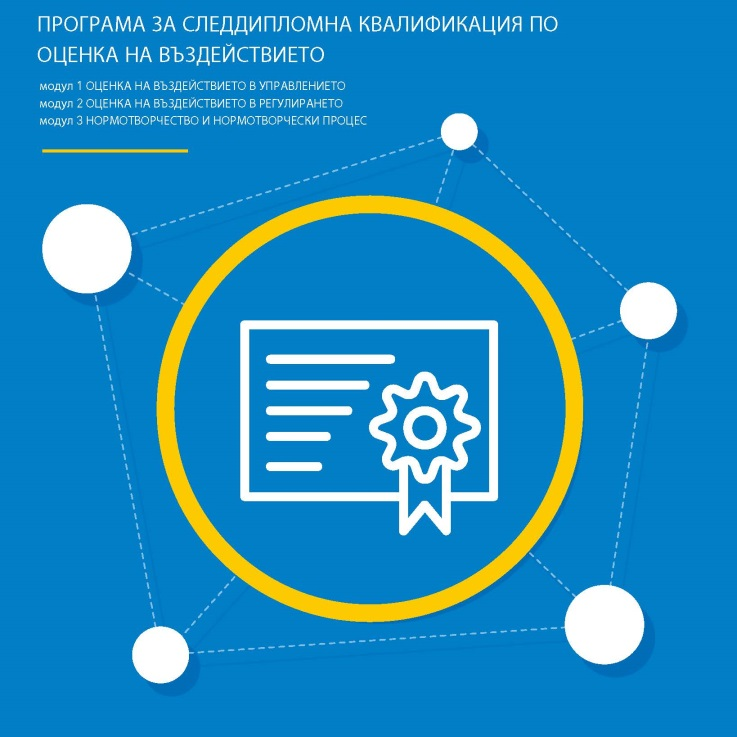 ПРОГРАМА ЗА СЛЕДДИПЛОМНА КВАЛИФИКАЦИЯ ПО
ОЦЕНКА НА ВЪЗДЕЙСТВИЕТО
модул 1 ОЦЕНКА НА ВЪЗДЕЙСТВИЕТО В УПРАВЛЕНИЕТО
модул 2 ОЦЕНКА НА ВЪЗДЕЙСТВИЕТО В РЕГУЛИРАНЕТО
модул 3 НОРМОТВОРЧЕСТВО И НОРМОТВОРЧЕСКИ ПРОЦЕС